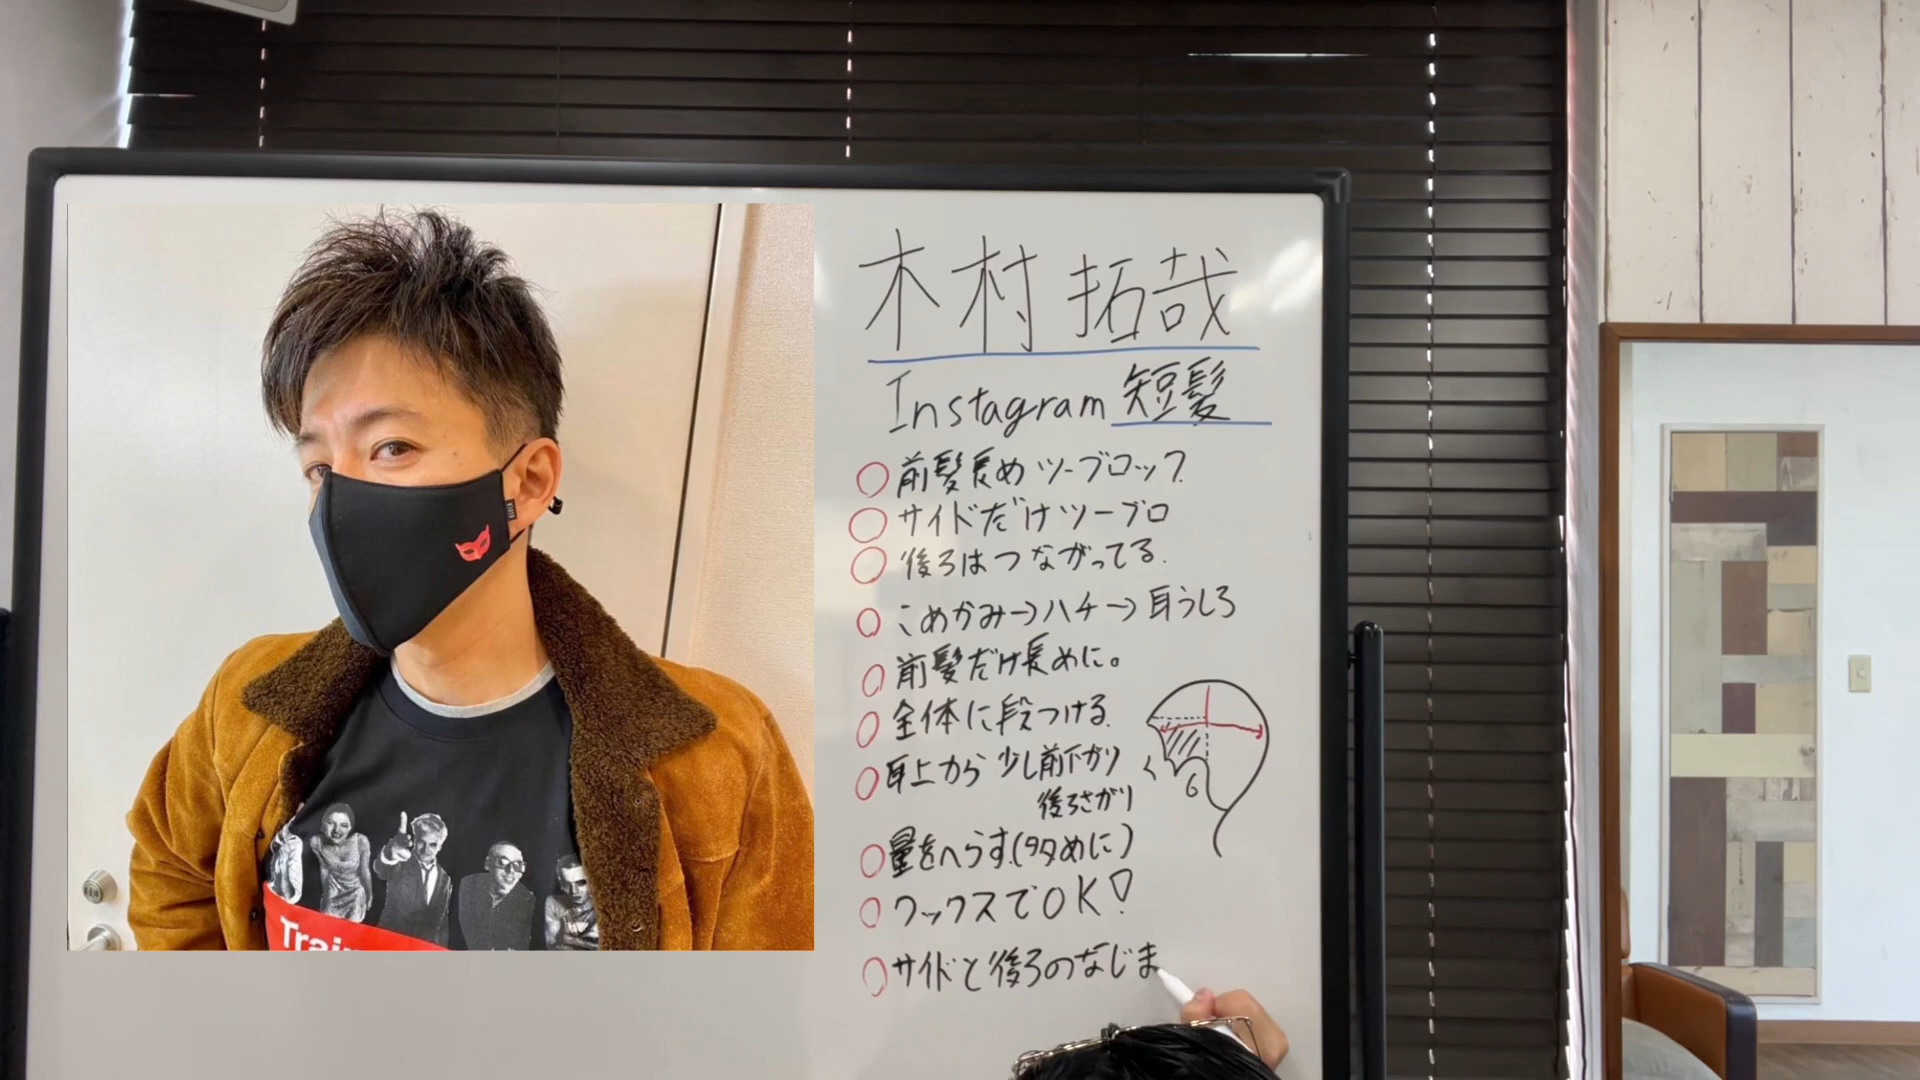 木村拓哉
Instagram 短髪
○前髪長めツーブロック
○サイドだけツーブロ
○後ろはつながってる.
○こめかみ→ハチ→耳うしろ
○前髪だけ長めに。
○全体に段つける.
○耳上から少し前下がり
後ろさがり
○量をへらす.(多めに)
○ワックスでOK!
○サイドと後ろのなじま